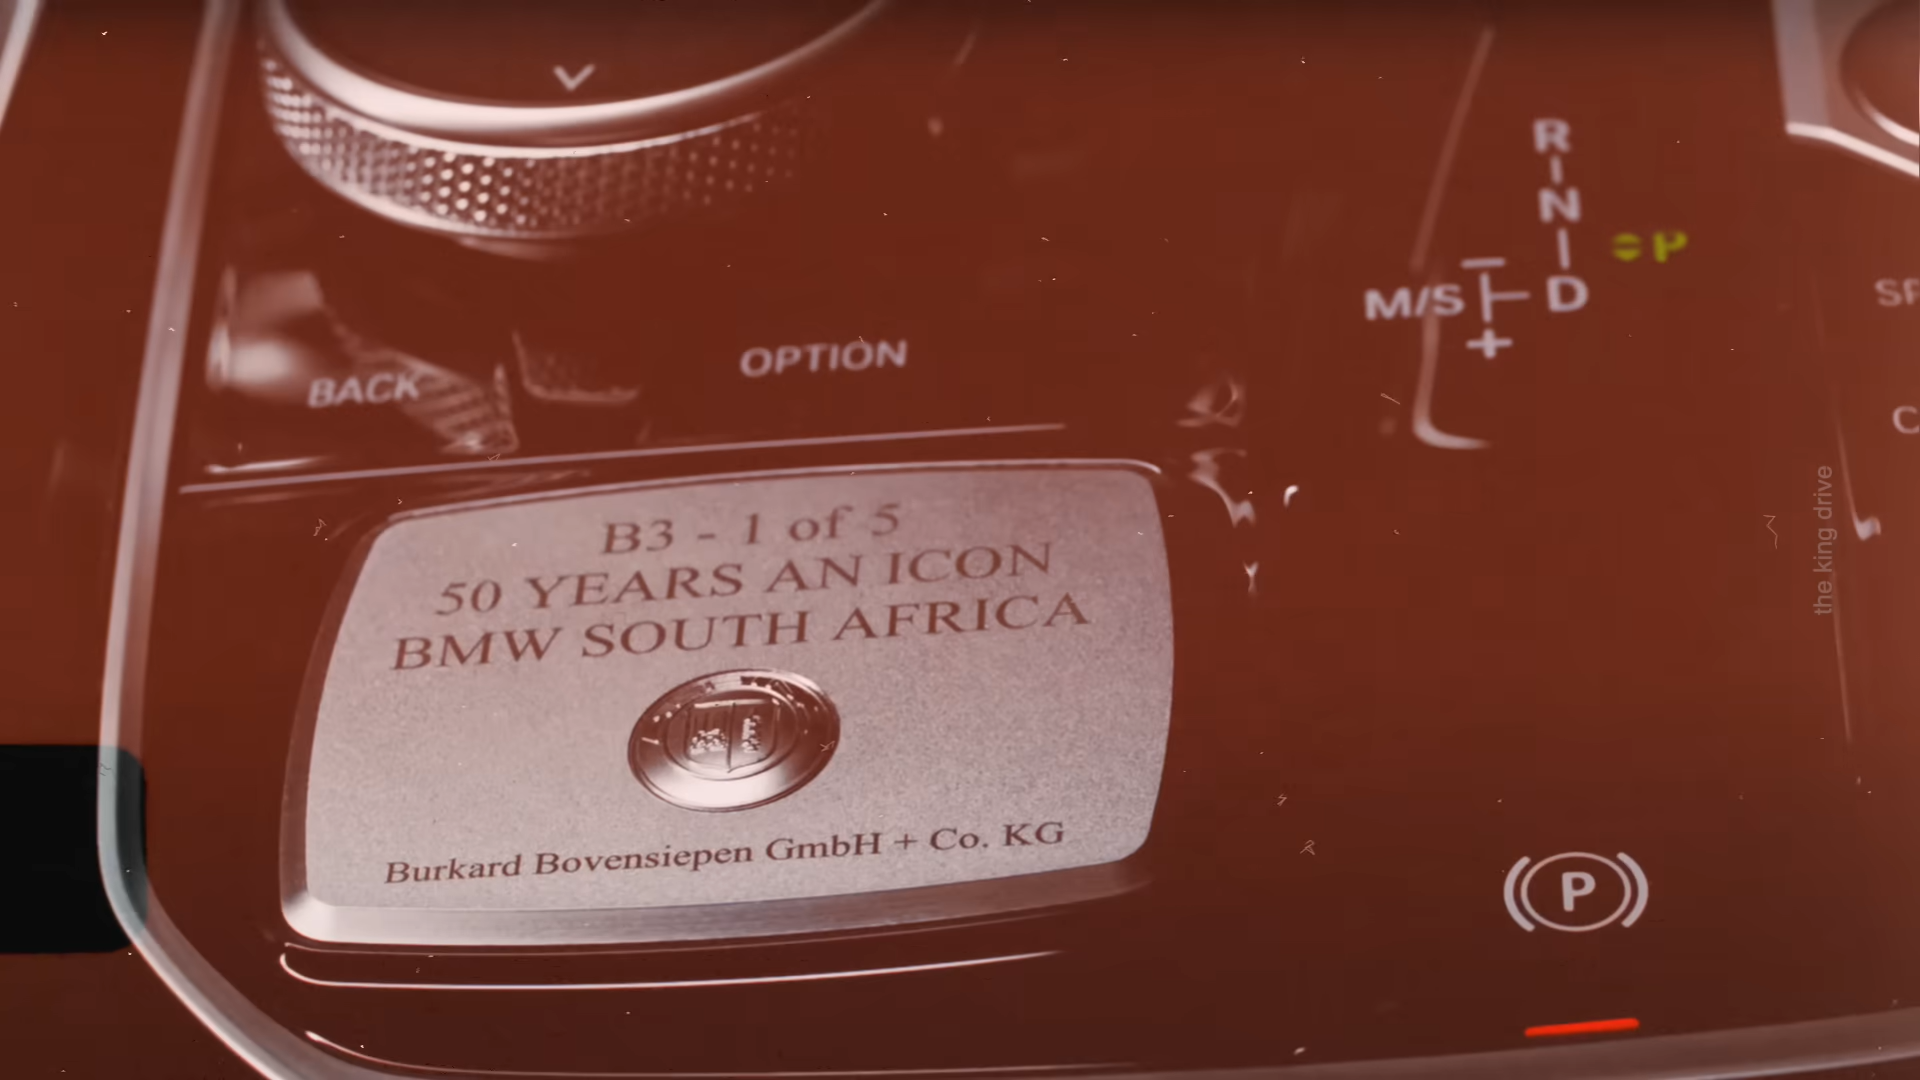 R
N
P
M/S
D
BACK
OPTION
B3 - 1 of 5
50 YEARS AN ICON
BMW SOUTH AFRICA
Burkard Bovensiepen GmbH + Co. KG
P
the king drive